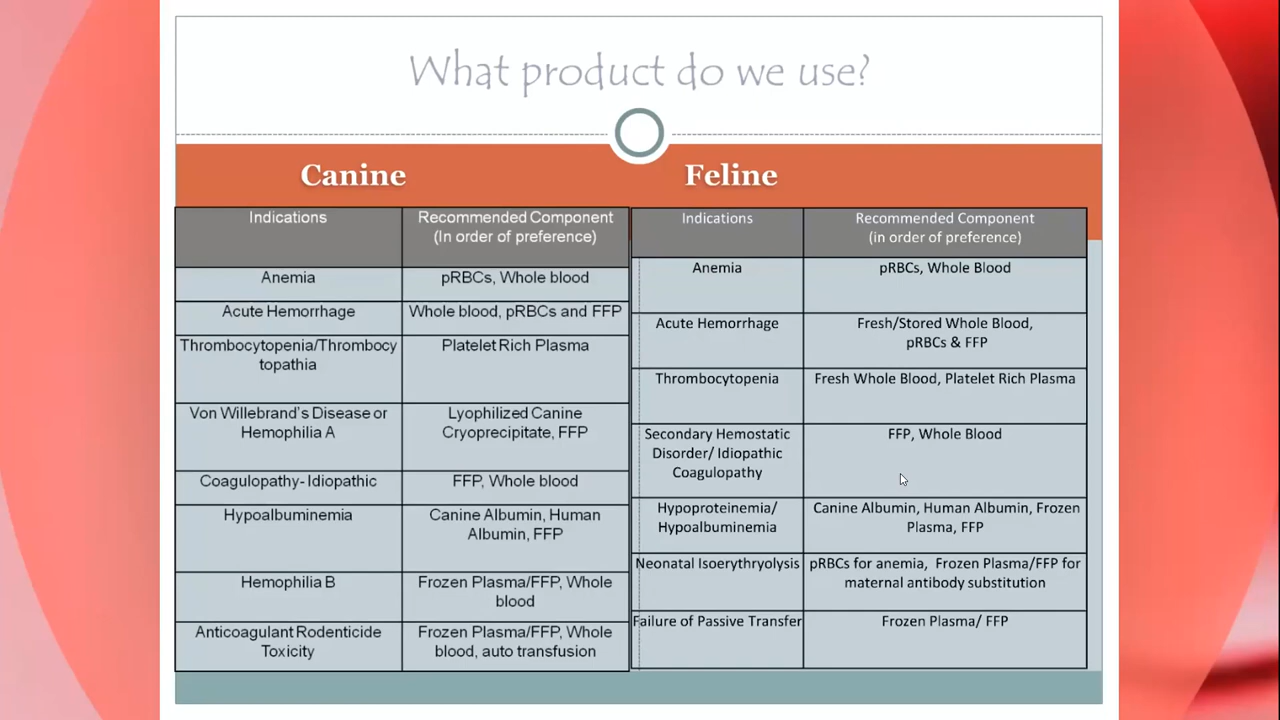 What product do we use?
Canine
Indications
Recommended Component
(In order of preference)
Anemia
pRBCs, Whole blood
Acute Hemorrhage
Whole blood, pRBCs and FFP
Thrombocytopenia/Thrombocy
topathia
Platelet Rich Plasma
Von Willebrand's Disease or
Hemophilia A
Lyophilized Canine
Cryoprecipitate, FFP
Coagulopathy- Idiopathic
FFP, Whole blood
Hypoalbuminemia
Canine Albumin, Human
Albumin, FFP
Hemophilia B
Frozen Plasma/FFP, Whole
blood
Anticoagulant Rodenticide
Toxicity
Frozen Plasma/FFP, Whole
blood, auto transfusion
Feline
Indications
Recommended Component
(in order of preference)
Anemia
pRBCs, Whole Blood
Acute Hemorrhage
Fresh/Stored Whole Blood,
pRBCs & FFP
Thrombocytopenia
Fresh Whole Blood, Platelet Rich Plasma
Secondary Hemostatic
Disorder/ Idiopathic
Coagulopathy
FFP, Whole Blood
Hypoproteinemia/
Hypoalbuminemia
Canine Albumin, Human Albumin, Frozen
Plasma, FFP
Neonatal Isoerythryolysis
pRBCs for anemia, Frozen Plasma/FFP for
maternal antibody substitution
Failure of Passive Transfer
Frozen Plasma/ FFP